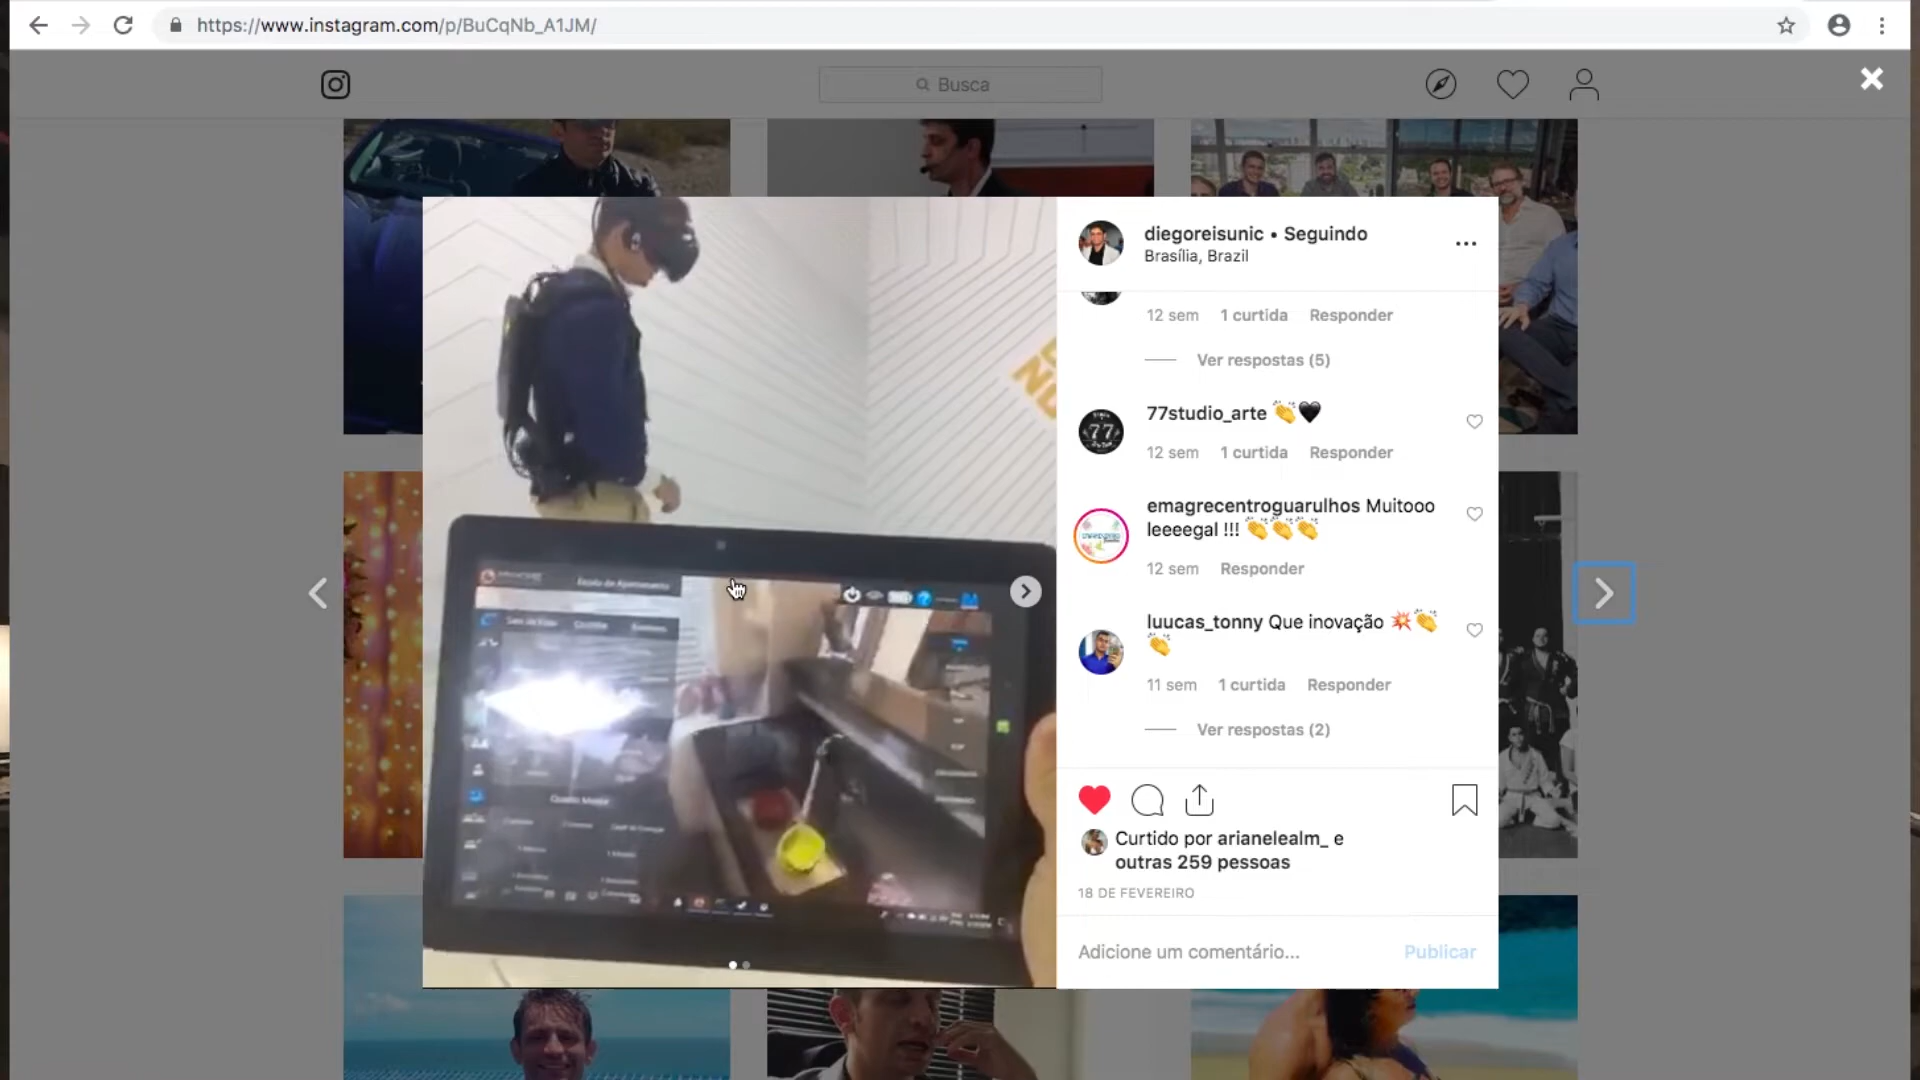 https://www.instagram.com/p/BuCqNb_A1JM/
Busca
diegoreisunic • Seguindo
Brasília, Brazil
12 sem 1 curtida Responder
Ver respostas (5)
77studio_arte 👏🖤
12 sem 1 curtida Responder
emagrecentroguarulhos Muitooo
leeeegal !!! 👏👏👏
12 sem Responder
luucas_tonny Que inovação 💥👏
👏
11 sem 1 curtida Responder
Ver respostas (2)
Curtido por arianelealm_ e
outras 259 pessoas
18 DE FEVEREIRO
Adicione um comentário... Publicar
77